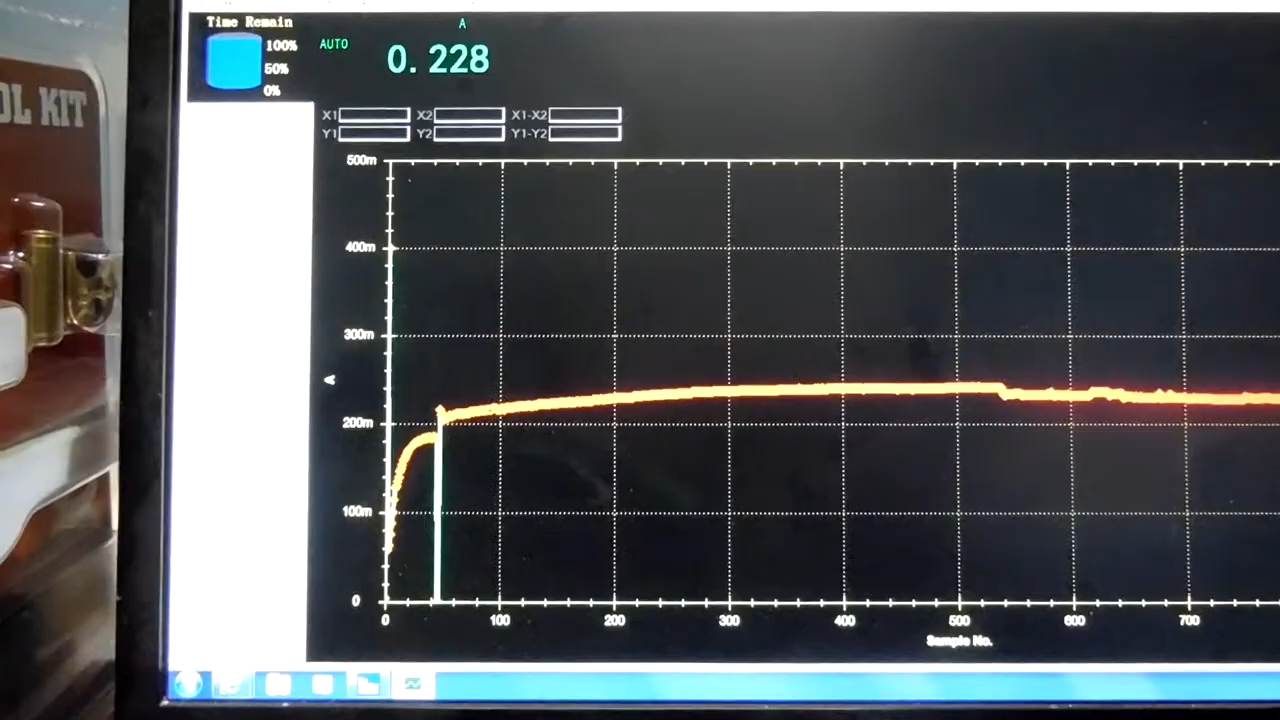 Time Remain
100%
50%
0%
AUTO
A
0.228
OL KIT
X1 X2 X1-X2
Y1 Y2 Y1-Y2
500m
400m
300m
A
200m
100m
0
0 100 200 300 400 500 600 700
Sample No.